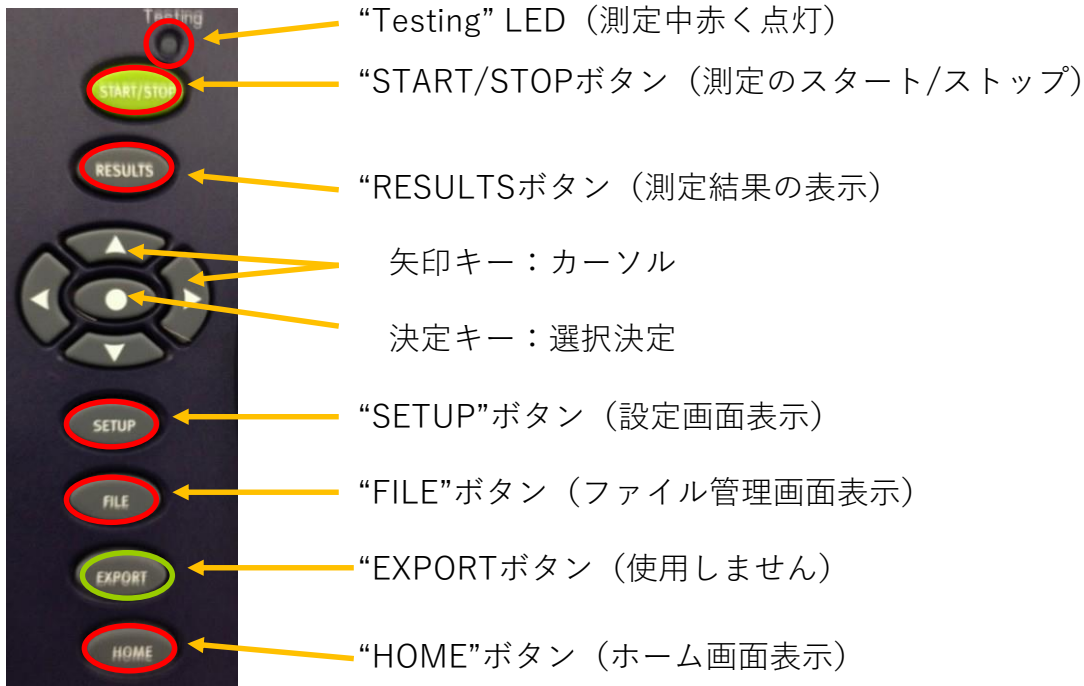 Testing
“Testing” LED（測定中赤く点灯）
START/STOP
“START/STOPボタン（測定のスタート/ストップ）
RESULTS
“RESULTSボタン（測定結果の表示）
矢印キー：カーソル
決定キー：選択決定
SETUP
“SETUP”ボタン（設定画面表示）
FILE
“FILE”ボタン（ファイル管理画面表示）
EXPORT
“EXPORTボタン（使用しません）
HOME
“HOME”ボタン（ホーム画面表示）